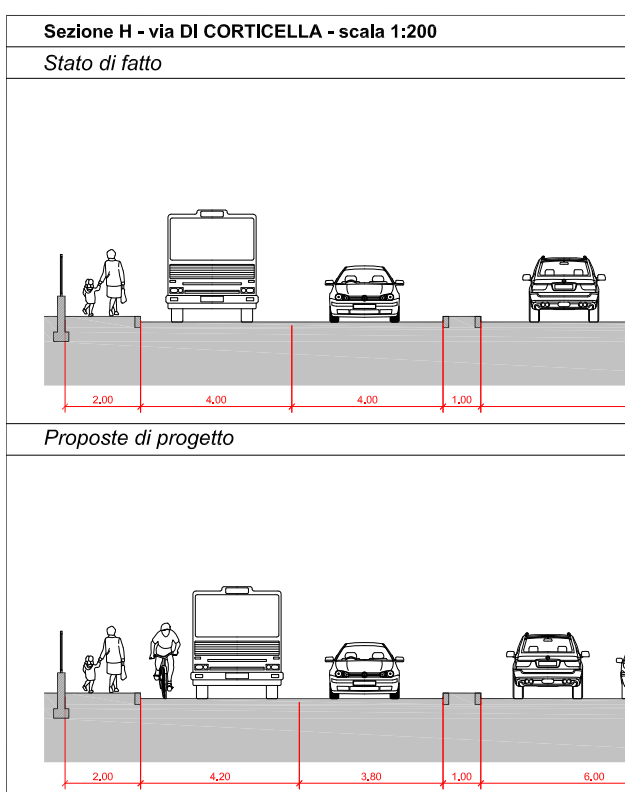 Sezione H - via DI CORTICELLA - scala 1:200
Stato di fatto
2.00 4.00 4.00 1.00
Proposte di progetto
2.00 4.20 3.80 1.00 6.00